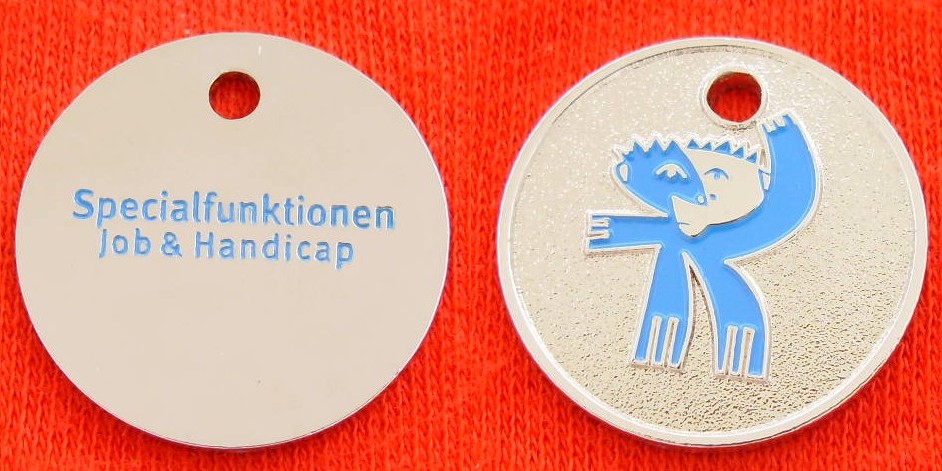 Specialfunktionen
Job & Handicap